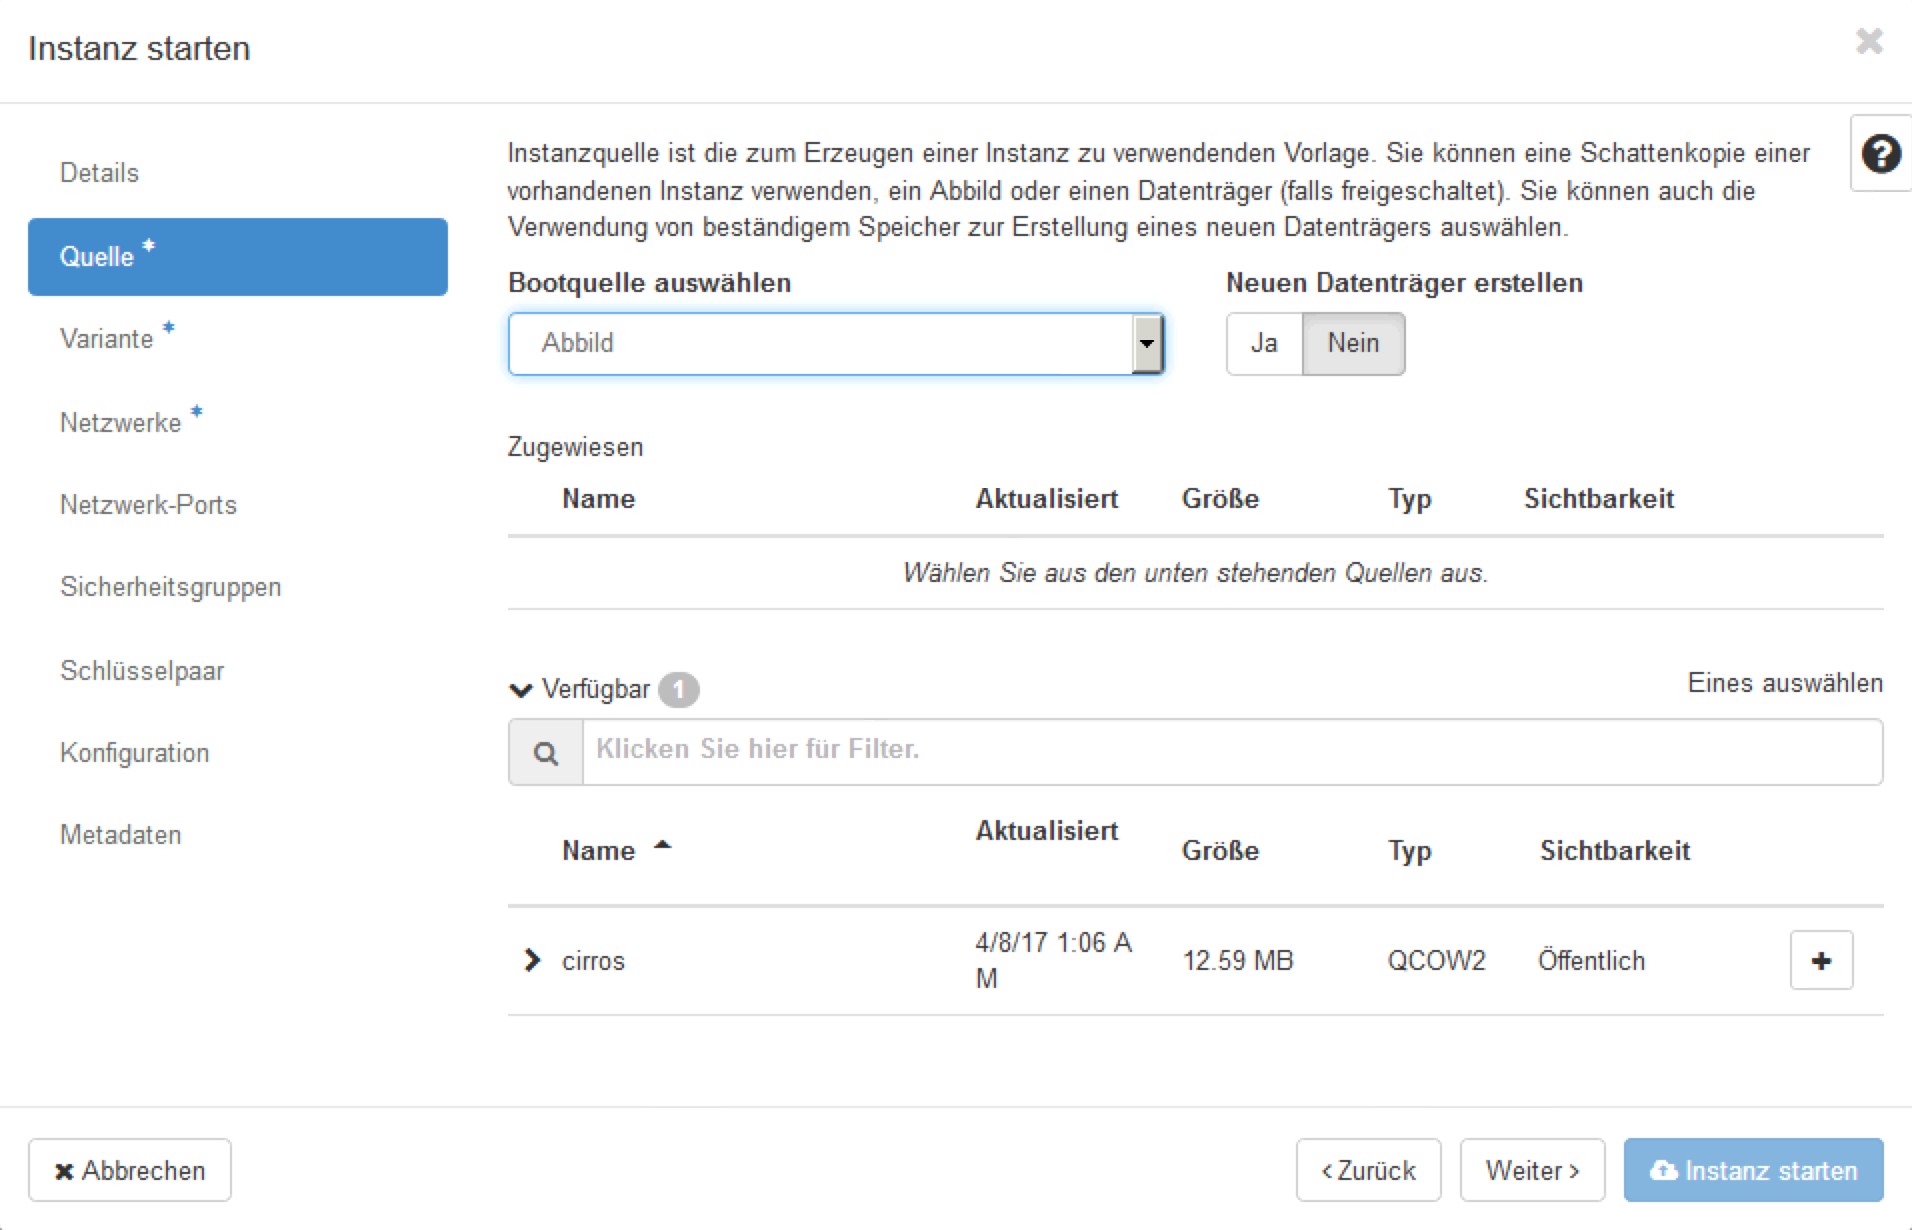 Instanz starten
Details
Quelle *
Variante *
Netzwerke *
Netzwerk-Ports
Sicherheitsgruppen
Schlüsselpaar
Konfiguration
Metadaten
Instanzquelle ist die zum Erzeugen einer Instanz zu verwendenden Vorlage. Sie können eine Schattenkopie einer
vorhandenen Instanz verwenden, ein Abbild oder einen Datenträger (falls freigeschaltet). Sie können auch die
Verwendung von beständigem Speicher zur Erstellung eines neuen Datenträgers auswählen.
Bootquelle auswählen Neuen Datenträger erstellen
Abbild Ja Nein
Zugewiesen
Name Aktualisiert Größe Typ Sichtbarkeit
Wählen Sie aus den unten stehenden Quellen aus.
Verfügbar 1 Eines auswählen
Klicken Sie hier für Filter.
Name Aktualisiert Größe Typ Sichtbarkeit
cirros 4/8/17 1:06 A 12.59 MB QCOW2 Öffentlich
M
Abbrechen ‹ Zurück Weiter › Instanz starten